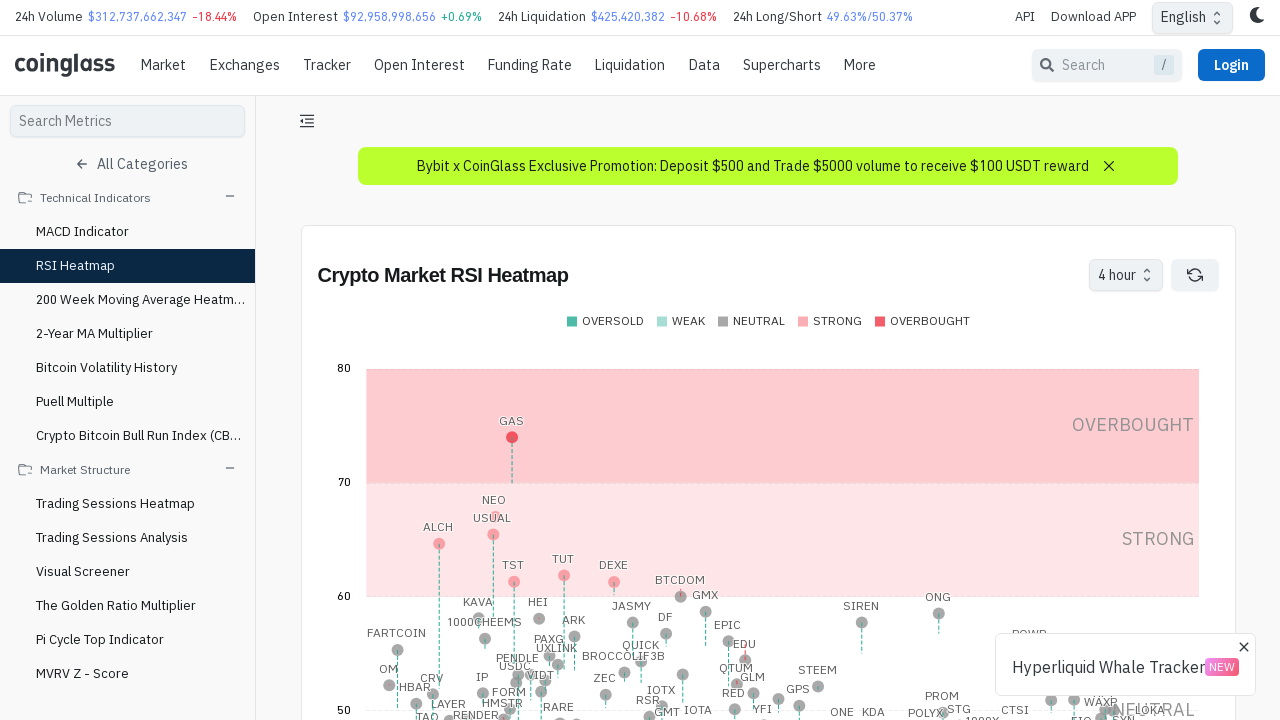 24h Volume $312,737,662,347 -18.44% Open Interest $92,958,998,656 +0.69% 24h Liquidation $425,420,382 -10.68% 24h Long/Short 49.63%/50.37% API Download APP English
coinglass Market Exchanges Tracker Open Interest Funding Rate Liquidation Data Supercharts More Search / Login
Search Metrics
All Categories
Technical Indicators
MACD Indicator
RSI Heatmap
200 Week Moving Average Heatm...
2-Year MA Multiplier
Bitcoin Volatility History
Puell Multiple
Crypto Bitcoin Bull Run Index (CB...
Market Structure
Trading Sessions Heatmap
Trading Sessions Analysis
Visual Screener
The Golden Ratio Multiplier
Pi Cycle Top Indicator
MVRV Z - Score
Bybit x CoinGlass Exclusive Promotion: Deposit $500 and Trade $5000 volume to receive $100 USDT reward
Crypto Market RSI Heatmap 4 hour
OVERSOLD WEAK NEUTRAL STRONG OVERBOUGHT
80
GAS OVERBOUGHT
70
NEO
USUAL
ALCH STRONG
TUT
TST DEXE
BTCDOM
60 GMX ONG
KAVA HEI JASMY SIREN
1000CHEEMS ARK DF
EPIC
FARTCOIN
PAXG QUICK EDU
UXLINK
PENDLE BROCCOLIF3B
USDC
OM QTUM STEEM
CRV IP VIDT ZEC GLM
HBAR FORM IOTX RED GPS
LAYER HMSTR RSR PROM WAXP
RARE GMT IOTA YFI ONE KDA POLYX STG CTSI
50 TAO RENDER NEUTRAL
Hyperliquid Whale Tracker NEW